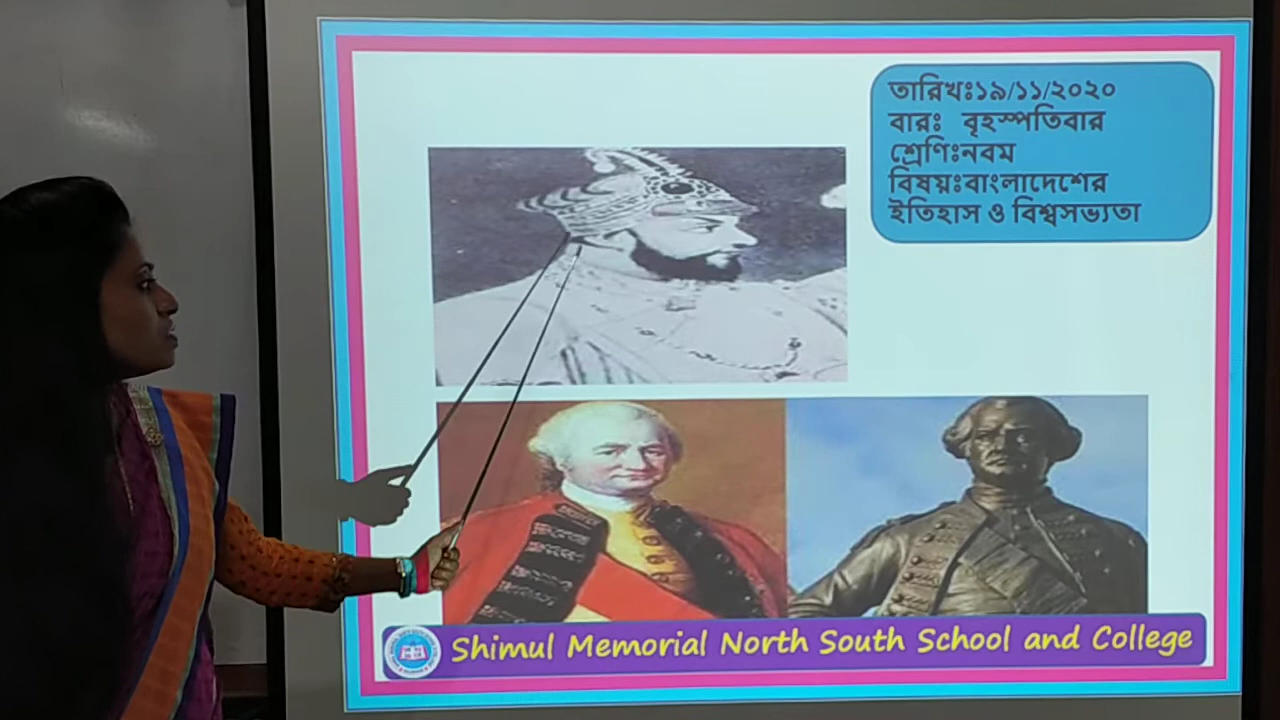 তারিখঃ১৯/১১/২০২০
বারঃ বৃহস্পতিবার
শ্রেণিঃনবম
বিষয়ঃবাংলাদেশের
ইতিহাস ও বিশ্বসভ্যতা
Shimul Memorial North South School and College